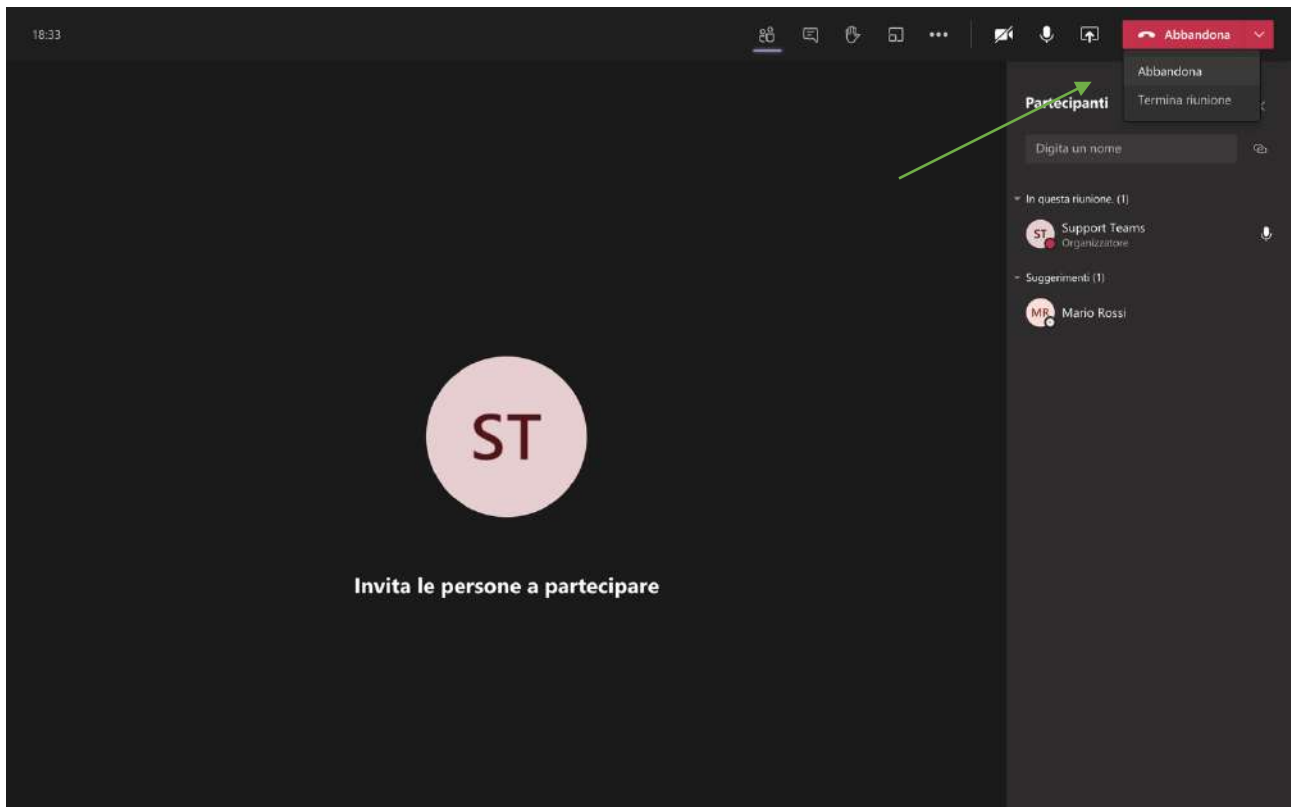 18:33
Abbandona
Abbandona
Termina riunione
Partecipanti
Digita un nome
In questa riunione. (1)
ST
Support Teams
Organizzatore
Suggerimenti (1)
MR
Mario Rossi
ST
Invita le persone a partecipare